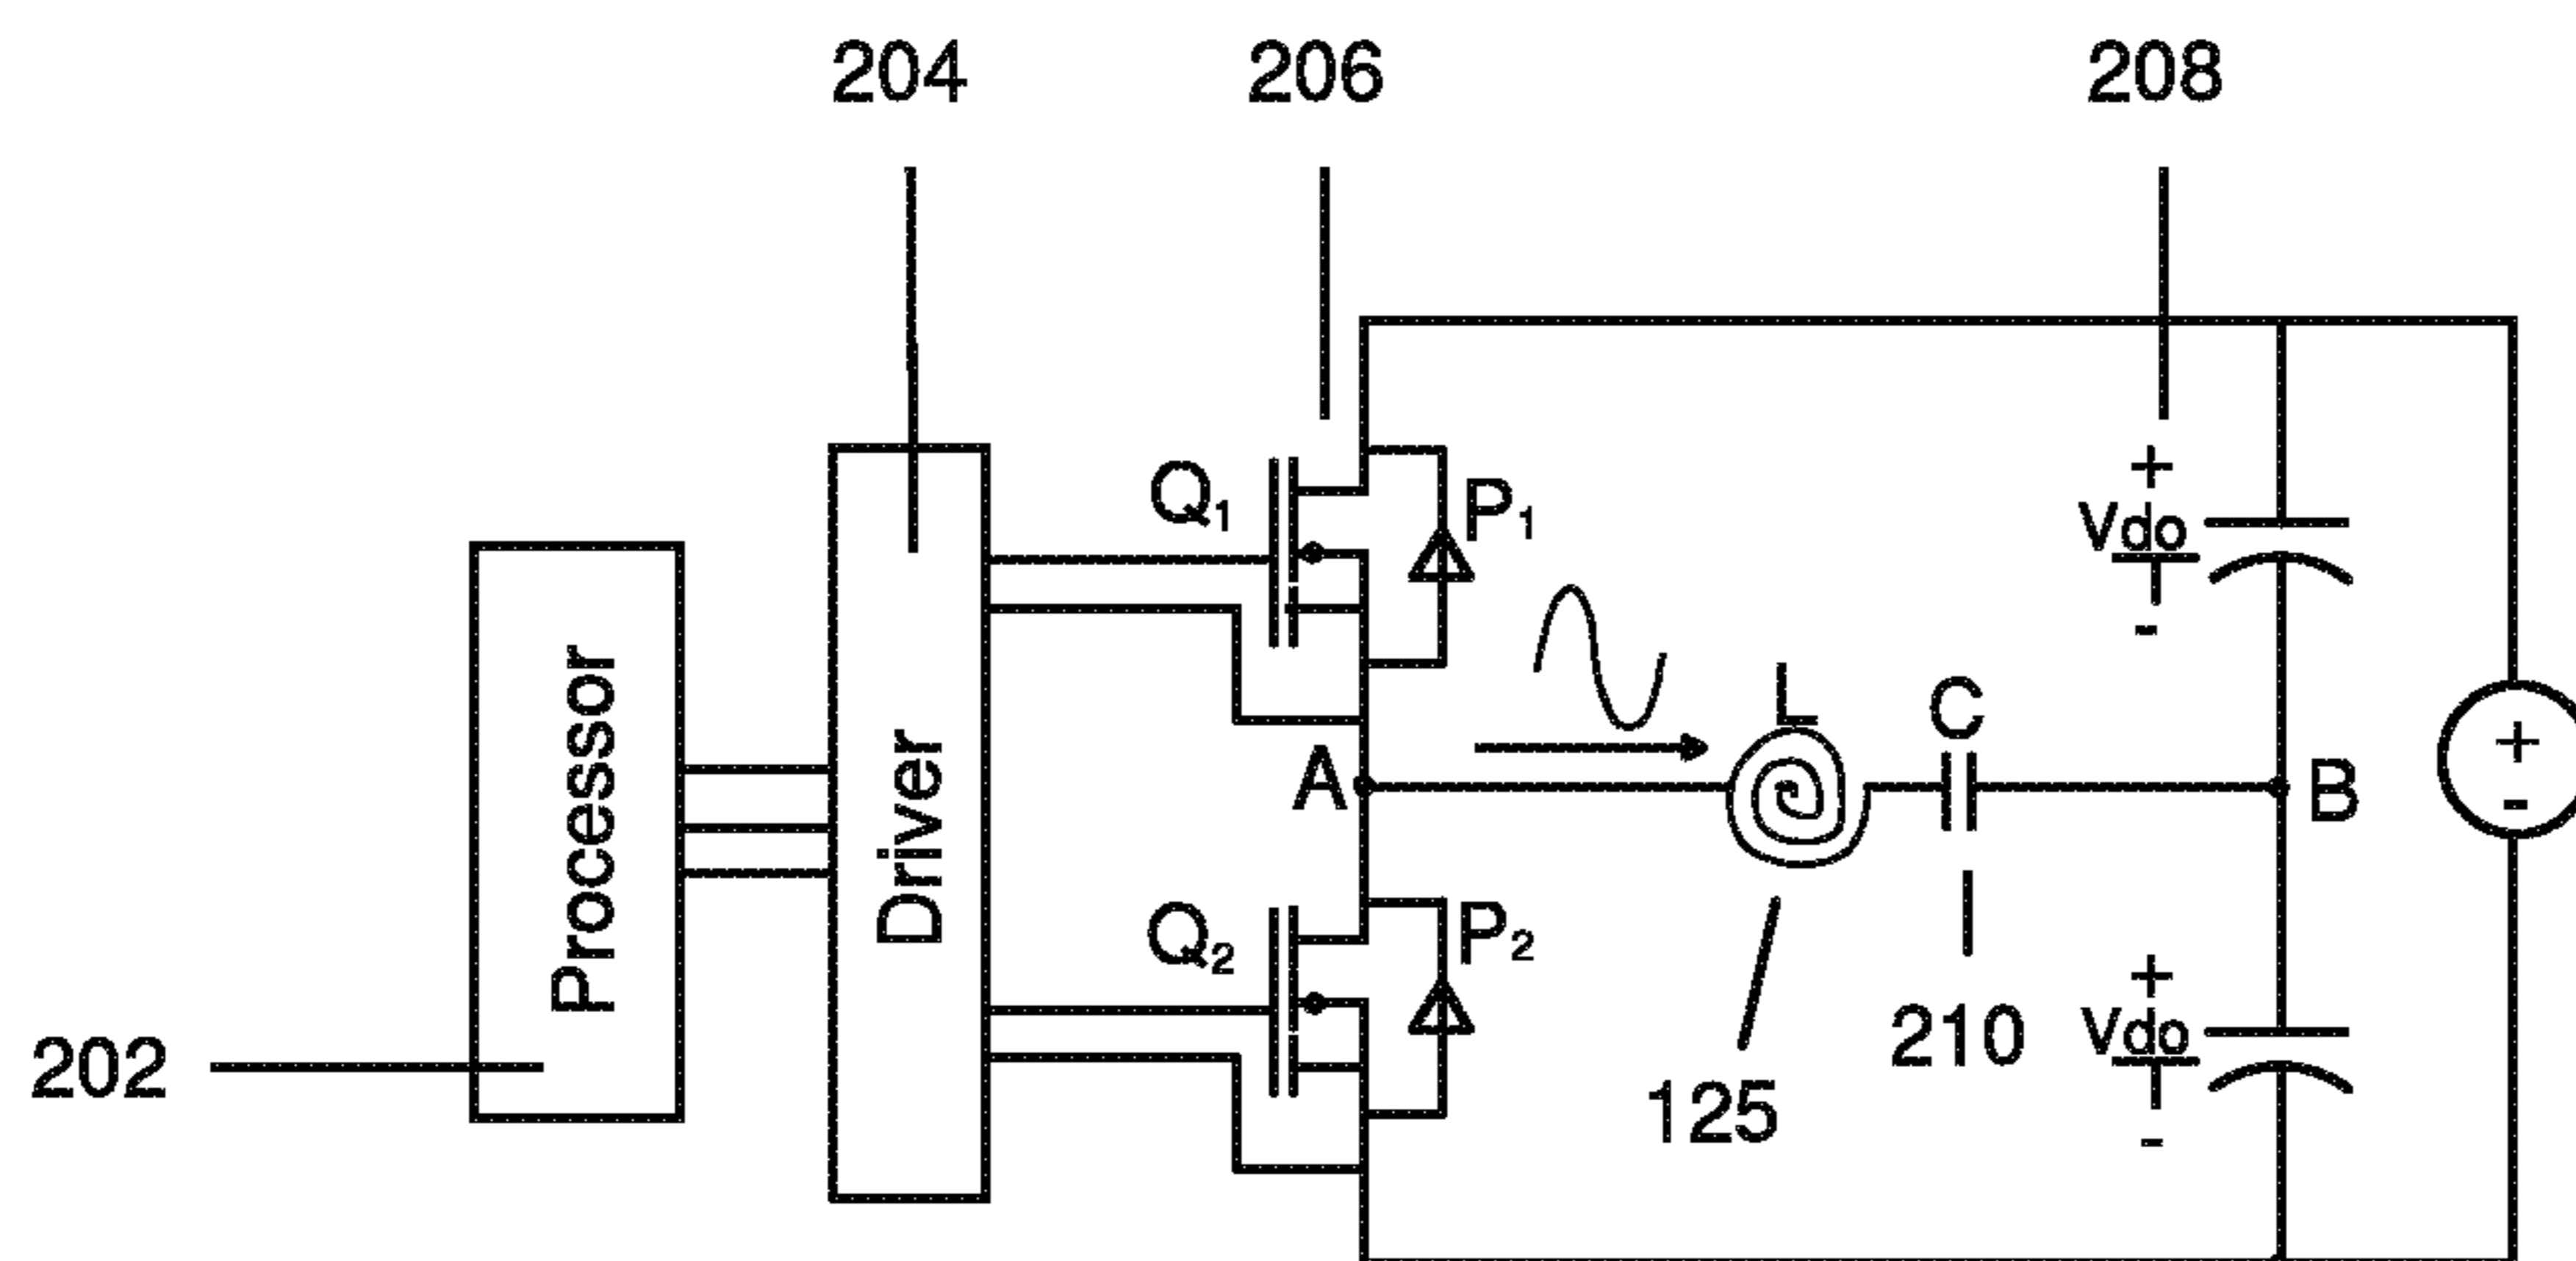 204
206
208
Q1
P1
+
Vdo
-
Processor
Driver
L
C
A
B
+
-
Q2
P2
+
Vdo
-
202
125
210